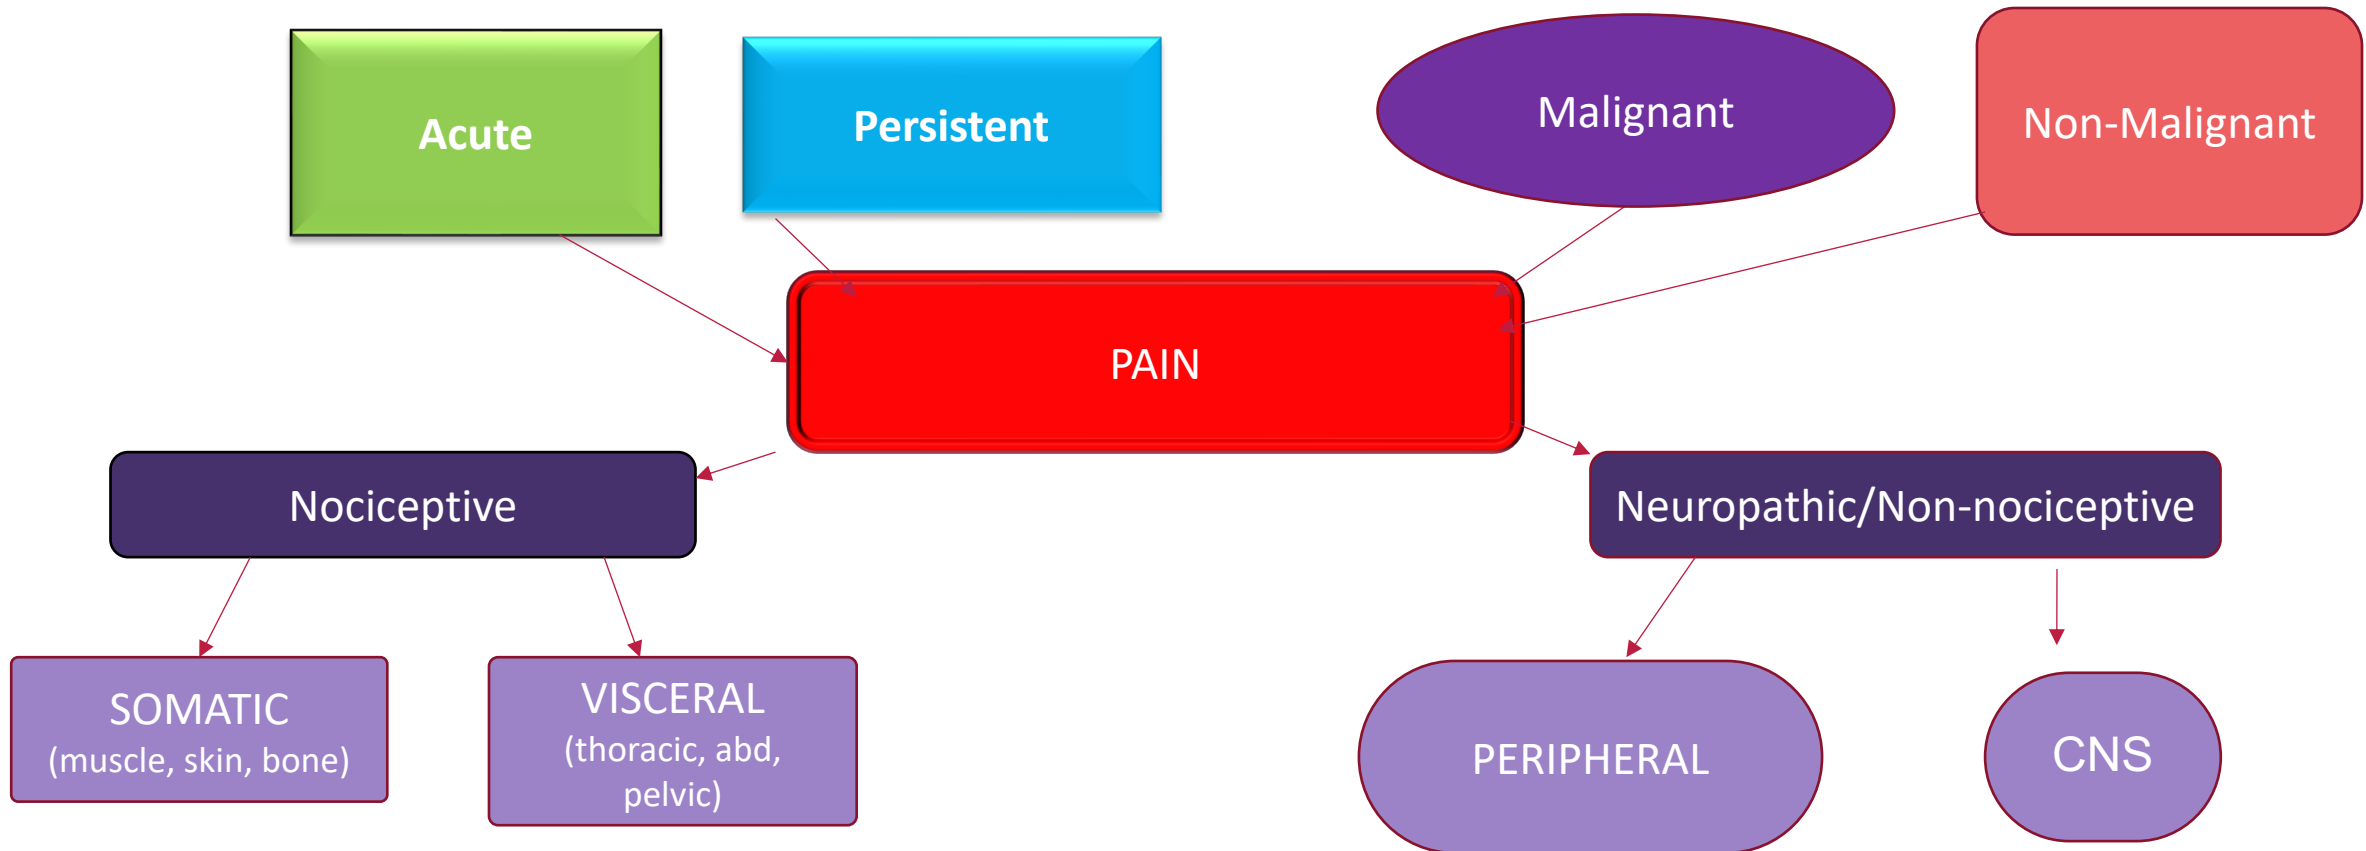 Acute
Persistent
Malignant
Non-Malignant
PAIN
Nociceptive
Neuropathic/Non-nociceptive
SOMATIC
(muscle, skin, bone)
VISCERAL
(thoracic, abd,
pelvic)
PERIPHERAL
CNS